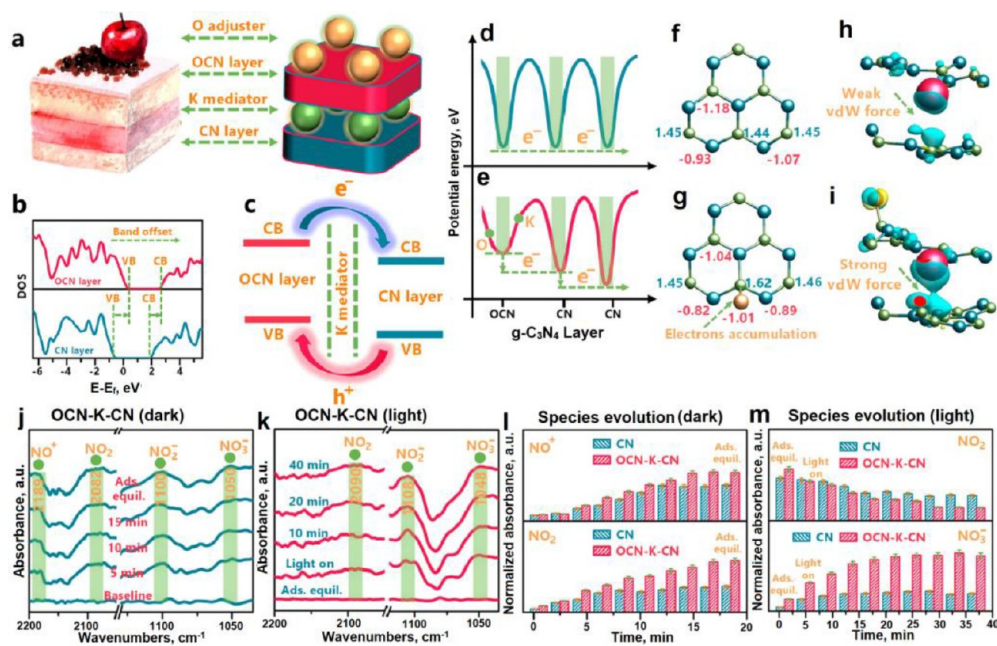 a
O adjuster
OCN layer
K mediator
CN layer
b
Band offset
VB
CB
OCN layer
VB
CB
CN layer
DOS
-6 -4 -2 0 2 4
E-Ef, eV
c
e⁻
CB
CB
OCN layer
K mediator
CN layer
VB
VB
h⁺
d
e⁻
e⁻
Potential energy, eV
e
K
O
e⁻
e⁻
OCN
CN
CN
g-C₃N₄ Layer
f
-1.18
1.45
1.44
1.45
-0.93
-1.07
g
-1.04
1.45
1.62
1.46
-0.82
-0.89
-1.01
Electrons accumulation
h
Weak
vdW force
i
Strong
vdW force
j
OCN-K-CN (dark)
NO⁺
NO₂
NO₂⁻
NO₃⁻
Ads.
equil.
15 min
10 min
5 min
Baseline
Absorbance, a.u.
2200 2100 1100 1050
Wavenumbers, cm⁻¹
k
OCN-K-CN (light)
NO₂
NO₂⁻
NO₃⁻
40 min
20 min
10 min
Light on
Ads. equil.
Absorbance, a.u.
2100 1100 1050
Wavenumbers, cm⁻¹
l
Species evolution (dark)
NO⁺
CN
OCN-K-CN
Ads.
equil.
NO₂
CN
OCN-K-CN
Ads.
equil.
Normalized absorbance, a.u.
0 5 10 15 20
Time, min
m
Species evolution (light)
Ads.
equil.
Light on
CN
OCN-K-CN
NO₂
CN
OCN-K-CN
NO₃⁻
Light
on
Ads.
equil.
Normalized absorbance, a.u.
0 5 10 15 20 25 30 35 40
Time, min